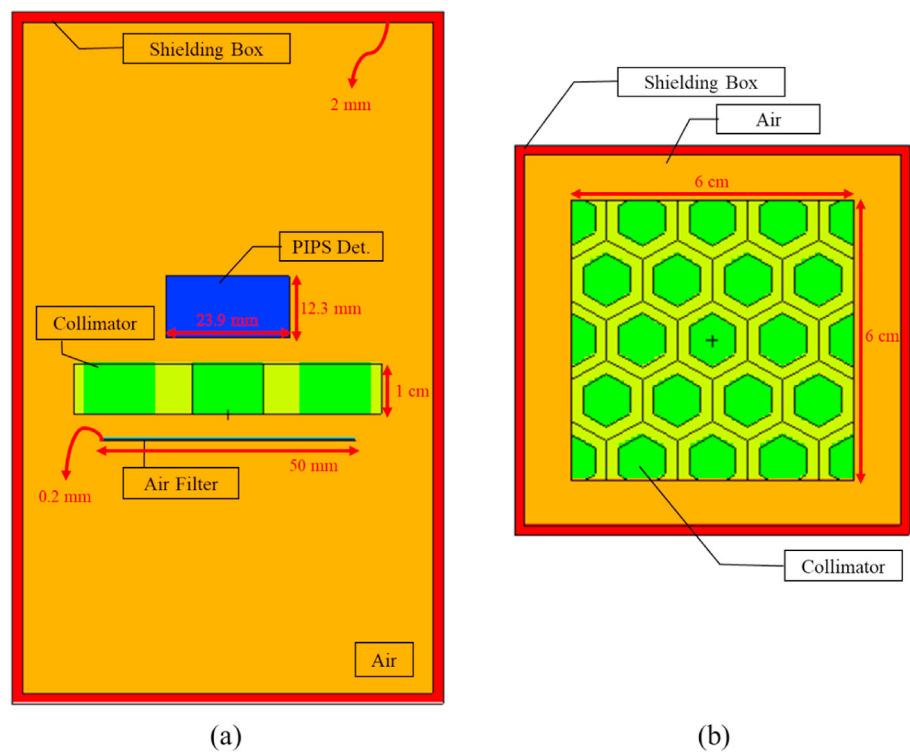 Shielding Box
2 mm
PIPS Det.
23.9 mm
12.3 mm
Collimator
1 cm
50 mm
Air Filter
0.2 mm
Air
(a)
Shielding Box
Air
6 cm
6 cm
Collimator
(b)